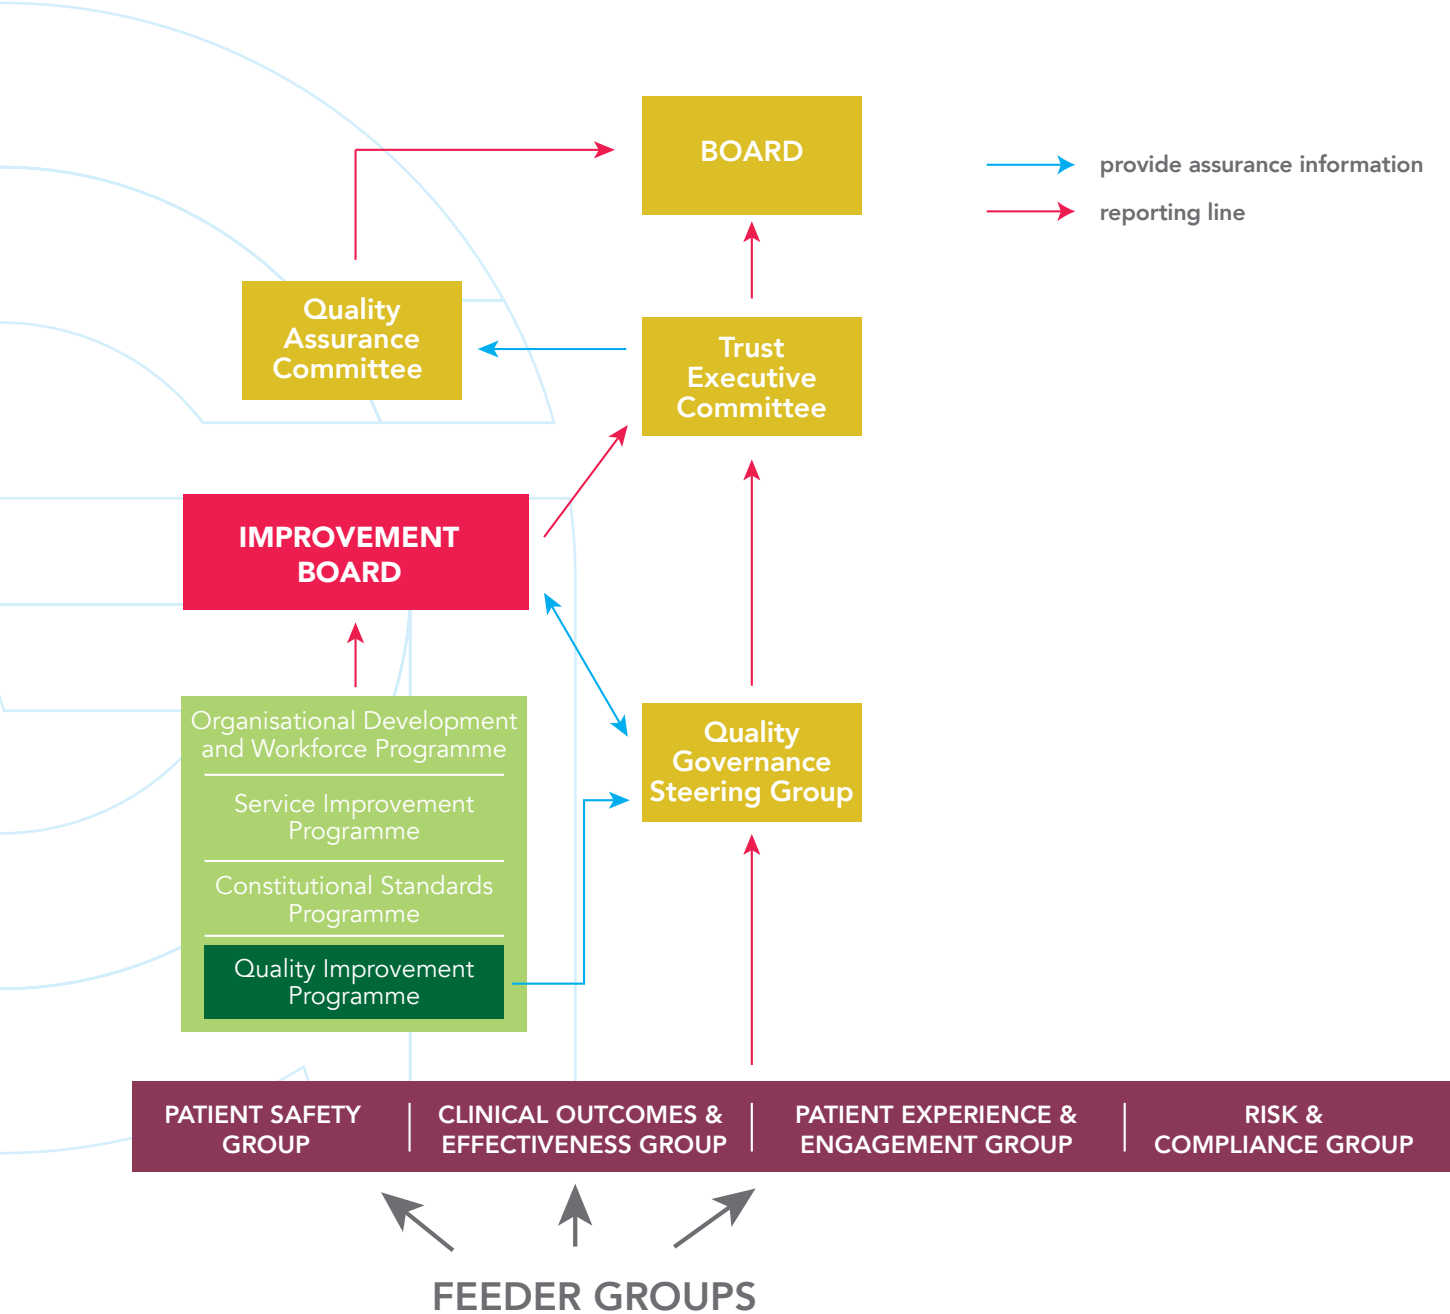 BOARD
provide assurance information
reporting line
Quality
Assurance
Committee
Trust
Executive
Committee
IMPROVEMENT
BOARD
Organisational Development
and Workforce Programme
Service Improvement
Programme
Constitutional Standards
Programme
Quality Improvement
Programme
Quality
Governance
Steering Group
PATIENT SAFETY
GROUP
CLINICAL OUTCOMES &
EFFECTIVENESS GROUP
PATIENT EXPERIENCE &
ENGAGEMENT GROUP
RISK &
COMPLIANCE GROUP
FEEDER GROUPS